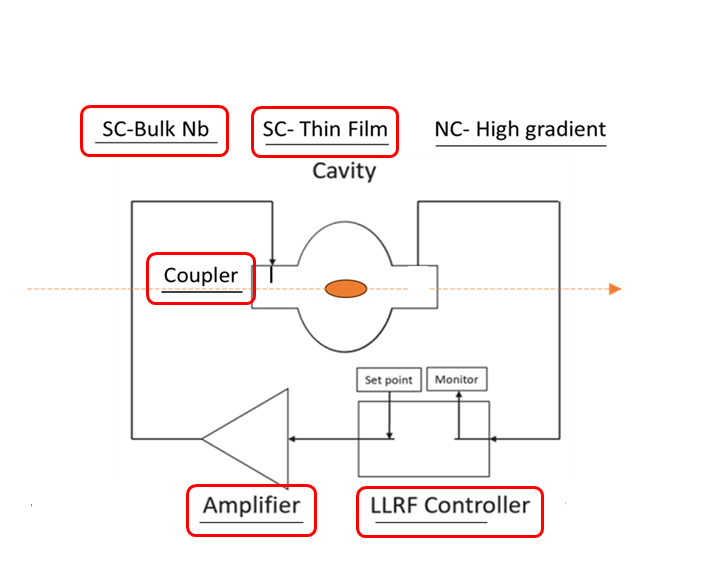 SC-Bulk Nb
SC- Thin Film
NC- High gradient
Cavity
Coupler
Set point
Monitor
Amplifier
LLRF Controller